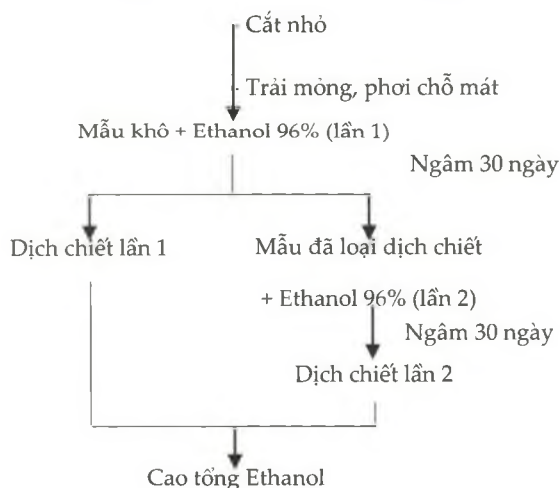 Cắt nhỏ
Trải mỏng, phơi chỗ mát
Mẫu khô + Ethanol 96% (lần 1)
Ngâm 30 ngày
Dịch chiết lần 1
Mẫu đã loại dịch chiết
+ Ethanol 96% (lần 2)
Ngâm 30 ngày
Dịch chiết lần 2
Cao tổng Ethanol